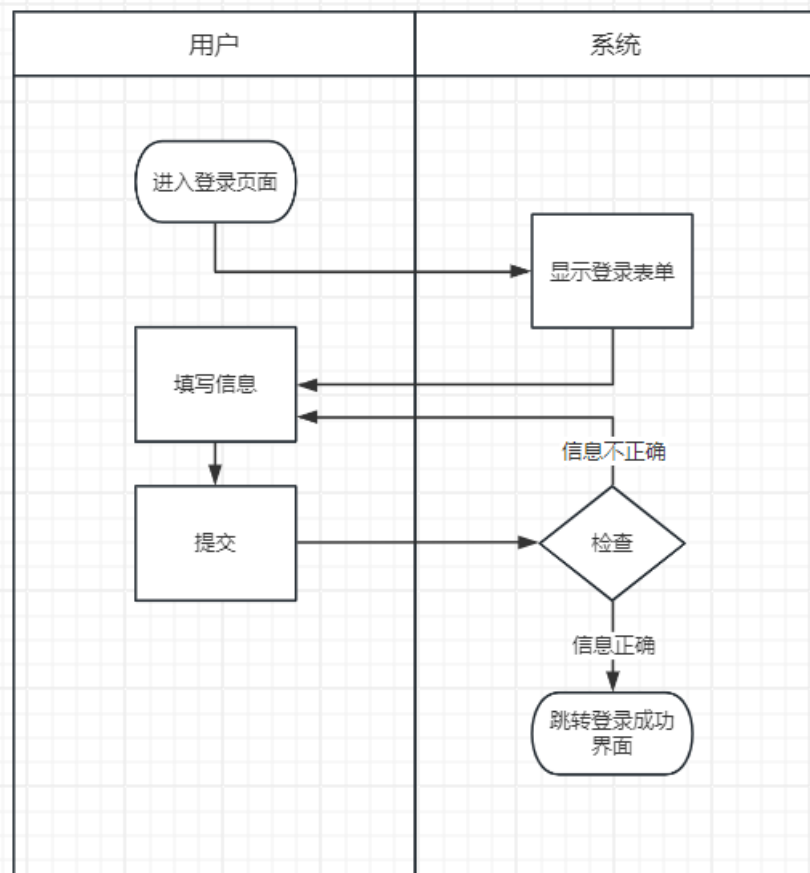 用户
系统
进入登录页面
显示登录表单
填写信息
信息不正确
提交
检查
信息正确
跳转登录成功
界面